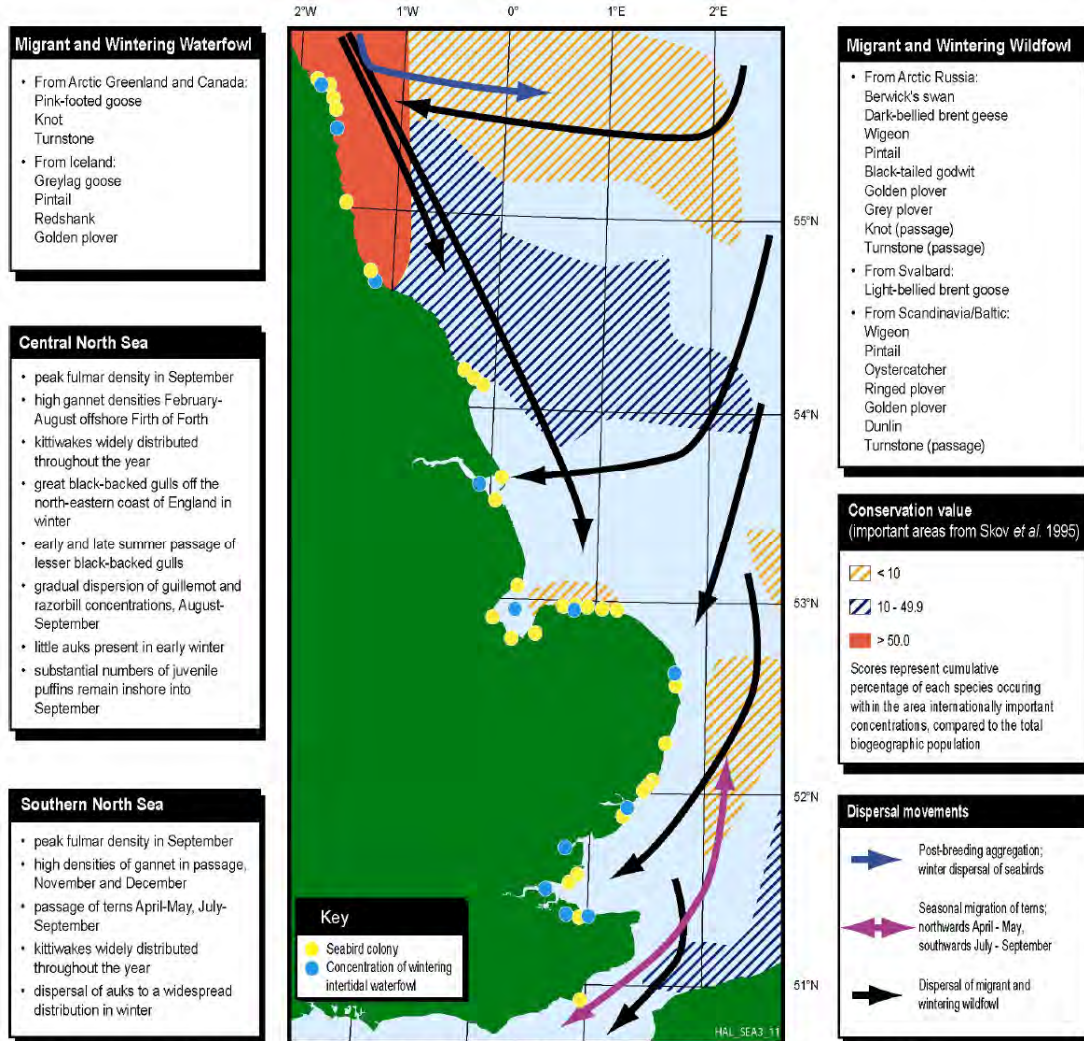 2°W 1°W 0° 1°E 2°E
Migrant and Wintering Waterfowl
• From Arctic Greenland and Canada:
Pink-footed goose
Knot
Turnstone
• From Iceland:
Greylag goose
Pintail
Redshank
Golden plover
Central North Sea
• peak fulmar density in September
• high gannet densities February-
August offshore Firth of Forth
• kittiwakes widely distributed
throughout the year
• great black-backed gulls off the
north-eastern coast of England in
winter
• early and late summer passage of
lesser black-backed gulls
• gradual dispersion of guillemot and
razorbill concentrations, August-
September
• little auks present in early winter
• substantial numbers of juvenile
puffins remain inshore into
September
Southern North Sea
• peak fulmar density in September
• high densities of gannet in passage,
November and December
• passage of terns April-May, July-
September
• kittiwakes widely distributed
throughout the year
• dispersal of auks to a widespread
distribution in winter
Key
Seabird colony
Concentration of wintering
intertidal waterfowl
HAL_SEA3_11
55°N
54°N
53°N
52°N
51°N
Migrant and Wintering Wildfowl
• From Arctic Russia:
Berwick's swan
Dark-bellied brent geese
Wigeon
Pintail
Black-tailed godwit
Golden plover
Grey plover
Knot (passage)
Turnstone (passage)
• From Svalbard:
Light-bellied brent goose
• From Scandinavia/Baltic:
Wigeon
Pintail
Oystercatcher
Ringed plover
Golden plover
Dunlin
Turnstone (passage)
Conservation value
(important areas from Skov et al. 1995)
< 10
10 - 49.9
> 50.0
Scores represent cumulative
percentage of each species occuring
within the area internationally important
concentrations, compared to the total
biogeographic population
Dispersal movements
Post-breeding aggregation;
winter dispersal of seabirds
Seasonal migration of terns;
northwards April - May,
southwards July - September
Dispersal of migrant and
wintering wildfowl